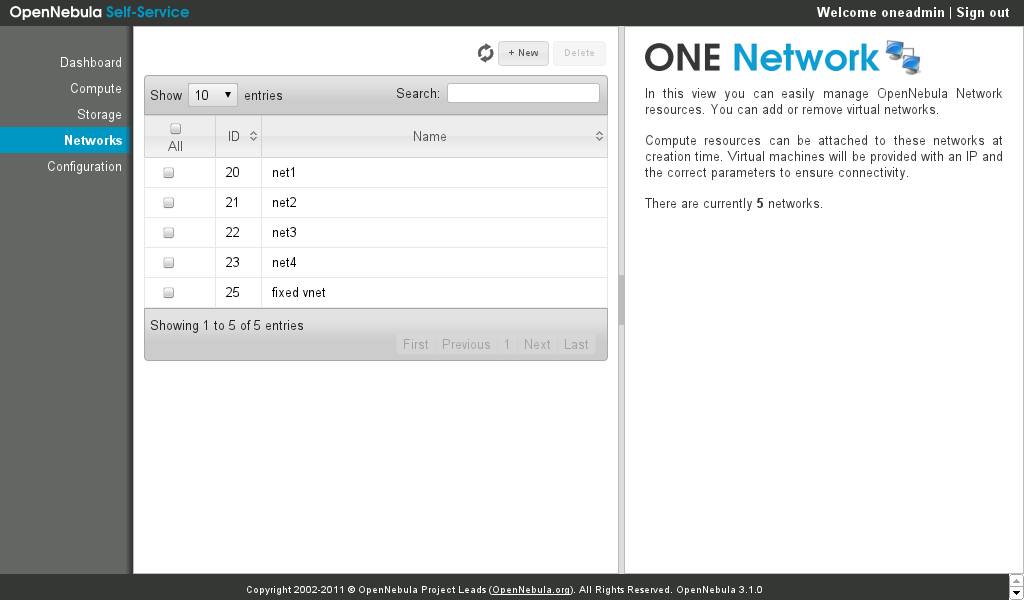 OpenNebula Self-Service
Welcome oneadmin | Sign out
Dashboard
Compute
Storage
Networks
Configuration
+ New
Delete
Show 10 entries
Search:
All
ID
Name
20 net1
21 net2
22 net3
23 net4
25 fixed vnet
Showing 1 to 5 of 5 entries
First Previous 1 Next Last
ONE Network
In this view you can easily manage OpenNebula Network
resources. You can add or remove virtual networks.
Compute resources can be attached to these networks at
creation time. Virtual machines will be provided with an IP and
the correct parameters to ensure connectivity.
There are currently 5 networks.
Copyright 2002-2011 © OpenNebula Project Leads (OpenNebula.org). All Rights Reserved. OpenNebula 3.1.0